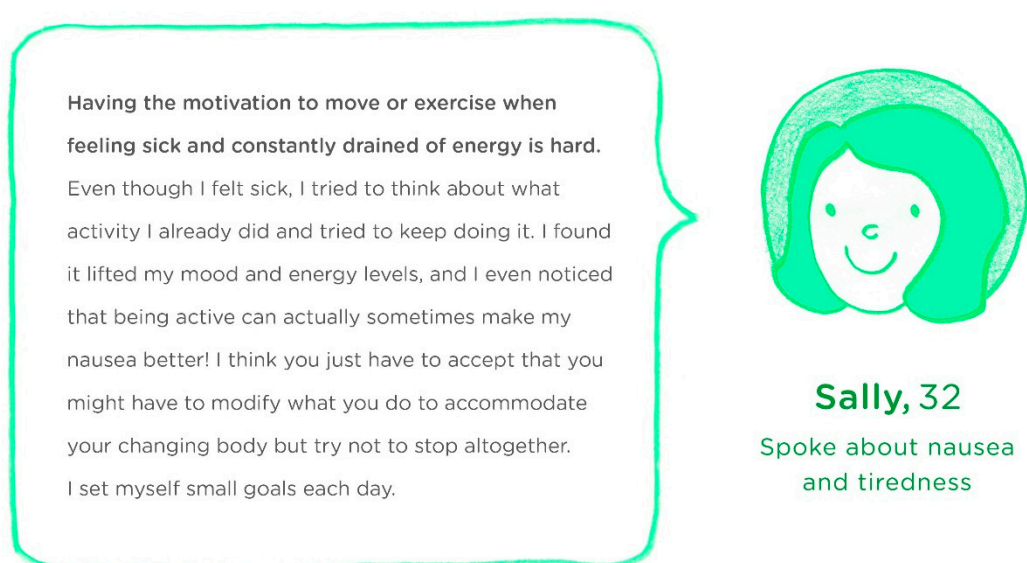 Having the motivation to move or exercise when
feeling sick and constantly drained of energy is hard.
Even though I felt sick, I tried to think about what
activity I already did and tried to keep doing it. I found
it lifted my mood and energy levels, and I even noticed
that being active can actually sometimes make my
nausea better! I think you just have to accept that you
might have to modify what you do to accommodate
your changing body but try not to stop altogether.
I set myself small goals each day.
Sally, 32
Spoke about nausea
and tiredness